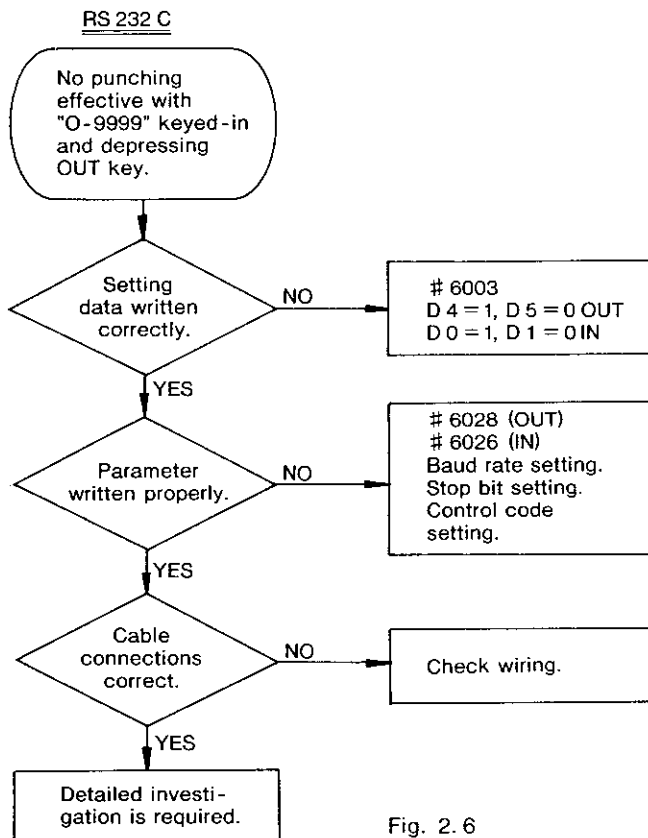 RS 232 C
No punching
effective with
"O-9999" keyed-in
and depressing
OUT key.
Setting
data written
correctly.
NO
# 6003
D 4 = 1, D 5 = 0 OUT
D 0 = 1, D 1 = 0 IN
YES
Parameter
written properly.
NO
# 6028 (OUT)
# 6026 (IN)
Baud rate setting.
Stop bit setting.
Control code
setting.
YES
Cable
connections
correct.
NO
Check wiring.
YES
Detailed investi-
gation is required.
Fig. 2. 6